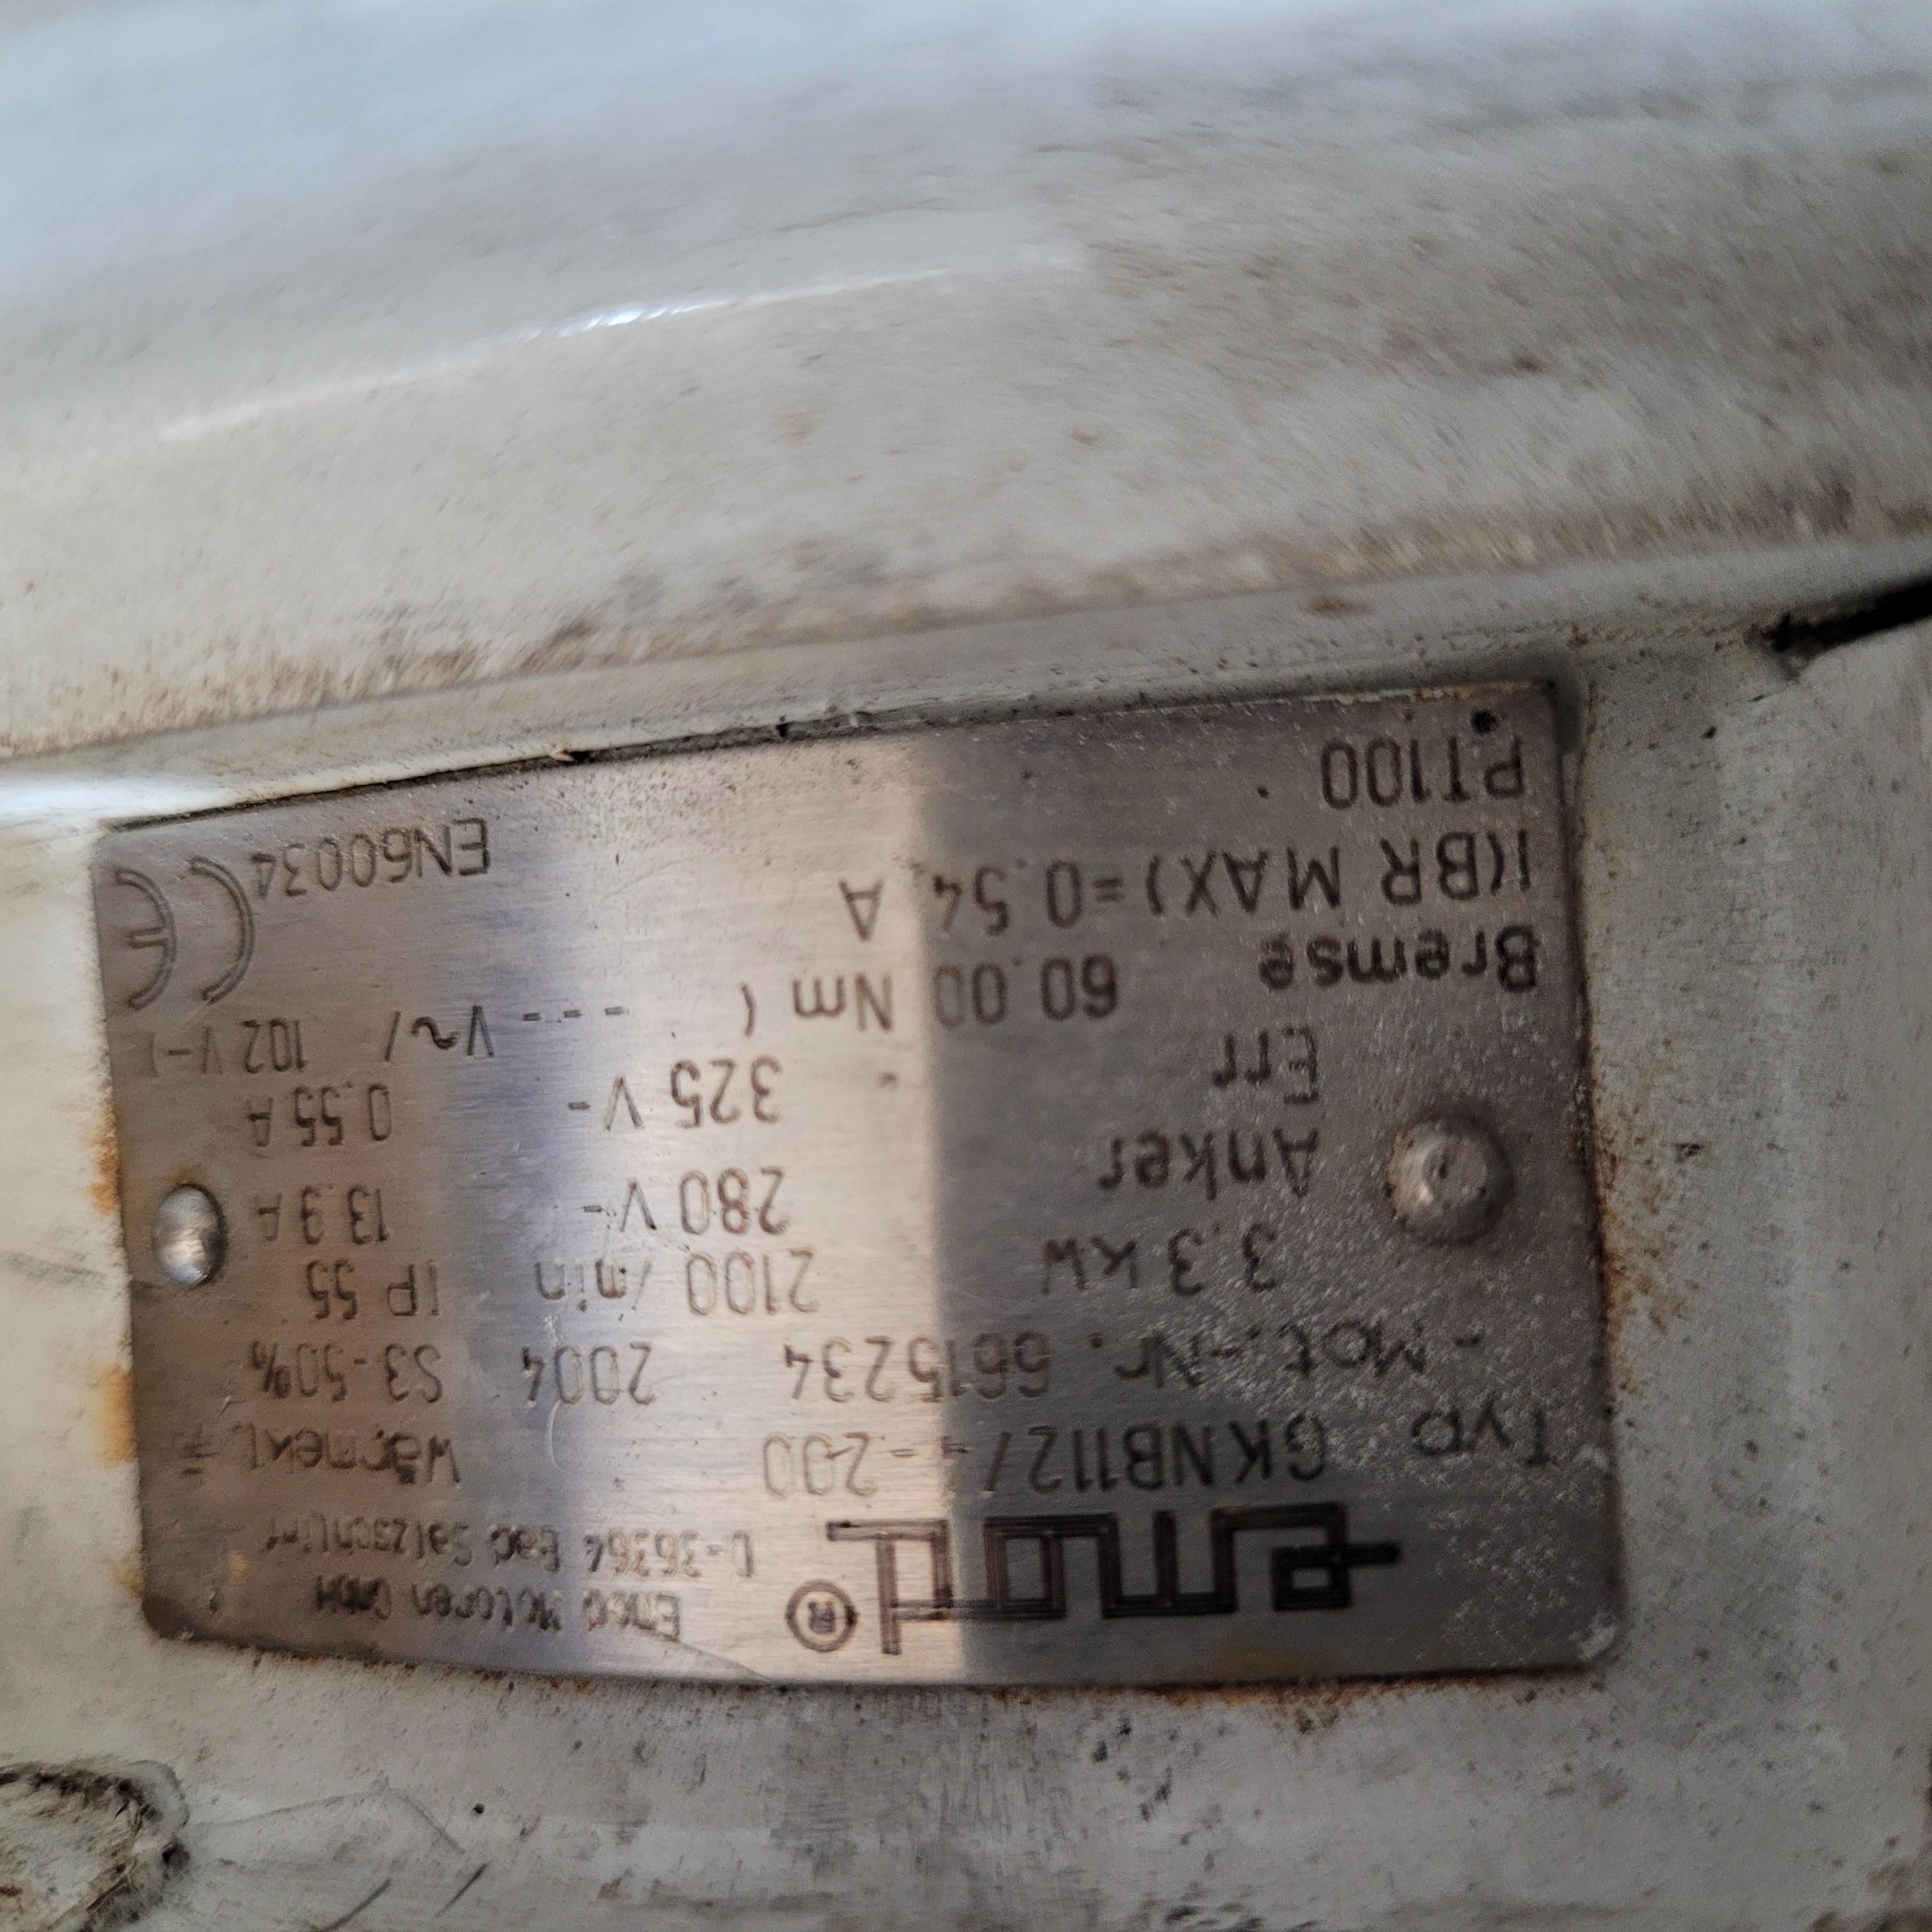 emod ®
Emod Motoren GmbH
D-36364 Bad Salzschlirf
Typ GKNB112/4-200 Wärmekl. F
-Mot.-Nr. 6615234 2004 S3-50%
3.3 kW 2100 /min IP 55
Anker 280 V- 13.9 A
Err 325 V- 0.55 A
Bremse 60.00 Nm ( --- V~/ 102 V-)
I(BR MAX)=0.54 A
PT100 EN60034 CE